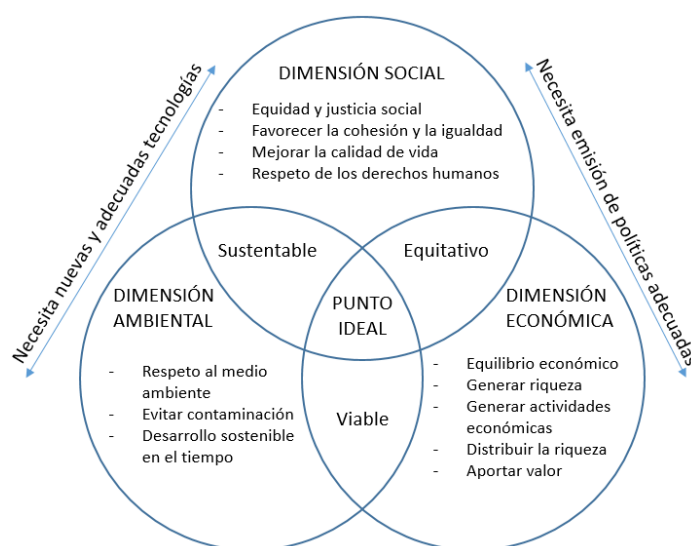 DIMENSIÓN SOCIAL
- Equidad y justicia social
- Favorecer la cohesión y la igualdad
- Mejorar la calidad de vida
- Respeto de los derechos humanos
Necesita nuevas y adecuadas tecnologías
Necesita emisión de políticas adecuadas
Sustentable
Equitativo
DIMENSIÓN
AMBIENTAL
PUNTO
IDEAL
DIMENSIÓN
ECONÓMICA
- Respeto al medio
ambiente
- Evitar contaminación
- Desarrollo sostenible
en el tiempo
Viable
- Equilibrio económico
- Generar riqueza
- Generar actividades
económicas
- Distribuir la riqueza
- Aportar valor